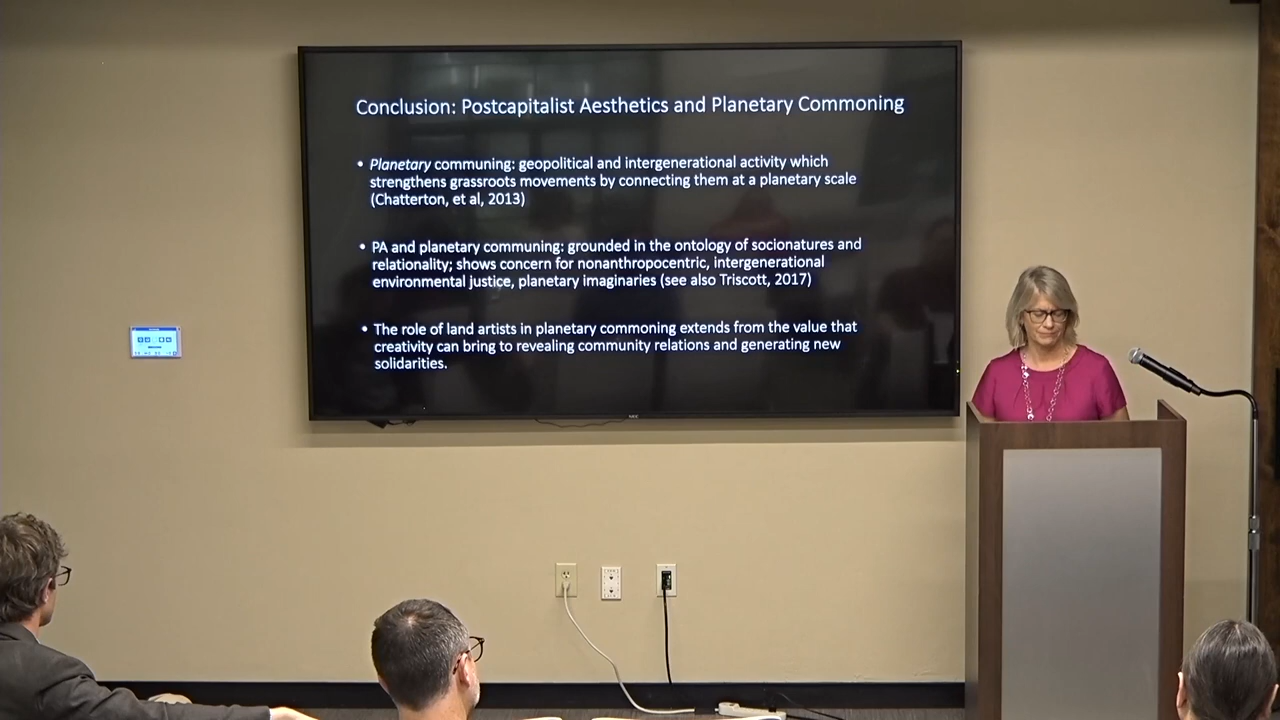 Conclusion: Postcapitalist Aesthetics and Planetary Commoning
• Planetary communing: geopolitical and intergenerational activity which
strengthens grassroots movements by connecting them at a planetary scale
(Chatterton, et al, 2013)
• PA and planetary communing: grounded in the ontology of socionatures and
relationality; shows concern for nonanthropocentric, intergenerational
environmental justice, planetary imaginaries (see also Triscott, 2017)
• The role of land artists in planetary commoning extends from the value that
creativity can bring to revealing community relations and generating new
solidarities.
NEC